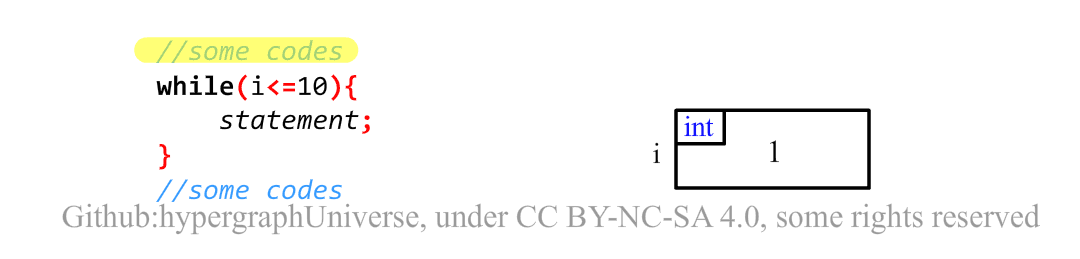 //some codes
while(i<=10){
statement;
}
//some codes
int
i
1
Github:hypergraphUniverse, under CC BY-NC-SA 4.0, some rights reserved